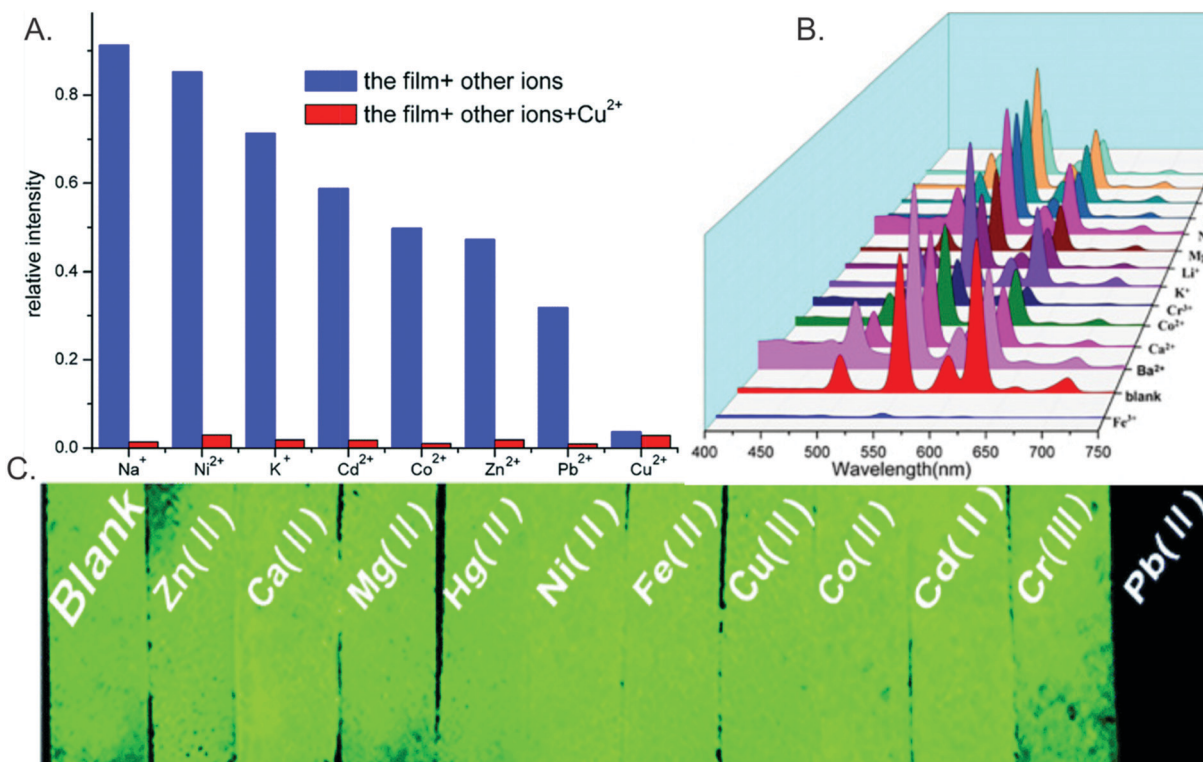 A.
the film+ other ions
the film+ other ions+Cu²⁺
relative intensity
0.8
0.6
0.4
0.2
0.0
Na⁺ Ni²⁺ K⁺ Cd²⁺ Co²⁺ Zn²⁺ Pb²⁺ Cu²⁺
B.
Li⁺
K⁺
Cr³⁺
Co²⁺
Ca²⁺
Ba²⁺
blank
Fe³⁺
400 450 500 550 600 650 700 750
Wavelength(nm)
C.
Blank Zn(II) Ca(II) Mg(II) Hg(II) Ni(II) Fe(II) Cu(II) Co(II) Cd(II) Cr(III) Pb(II)